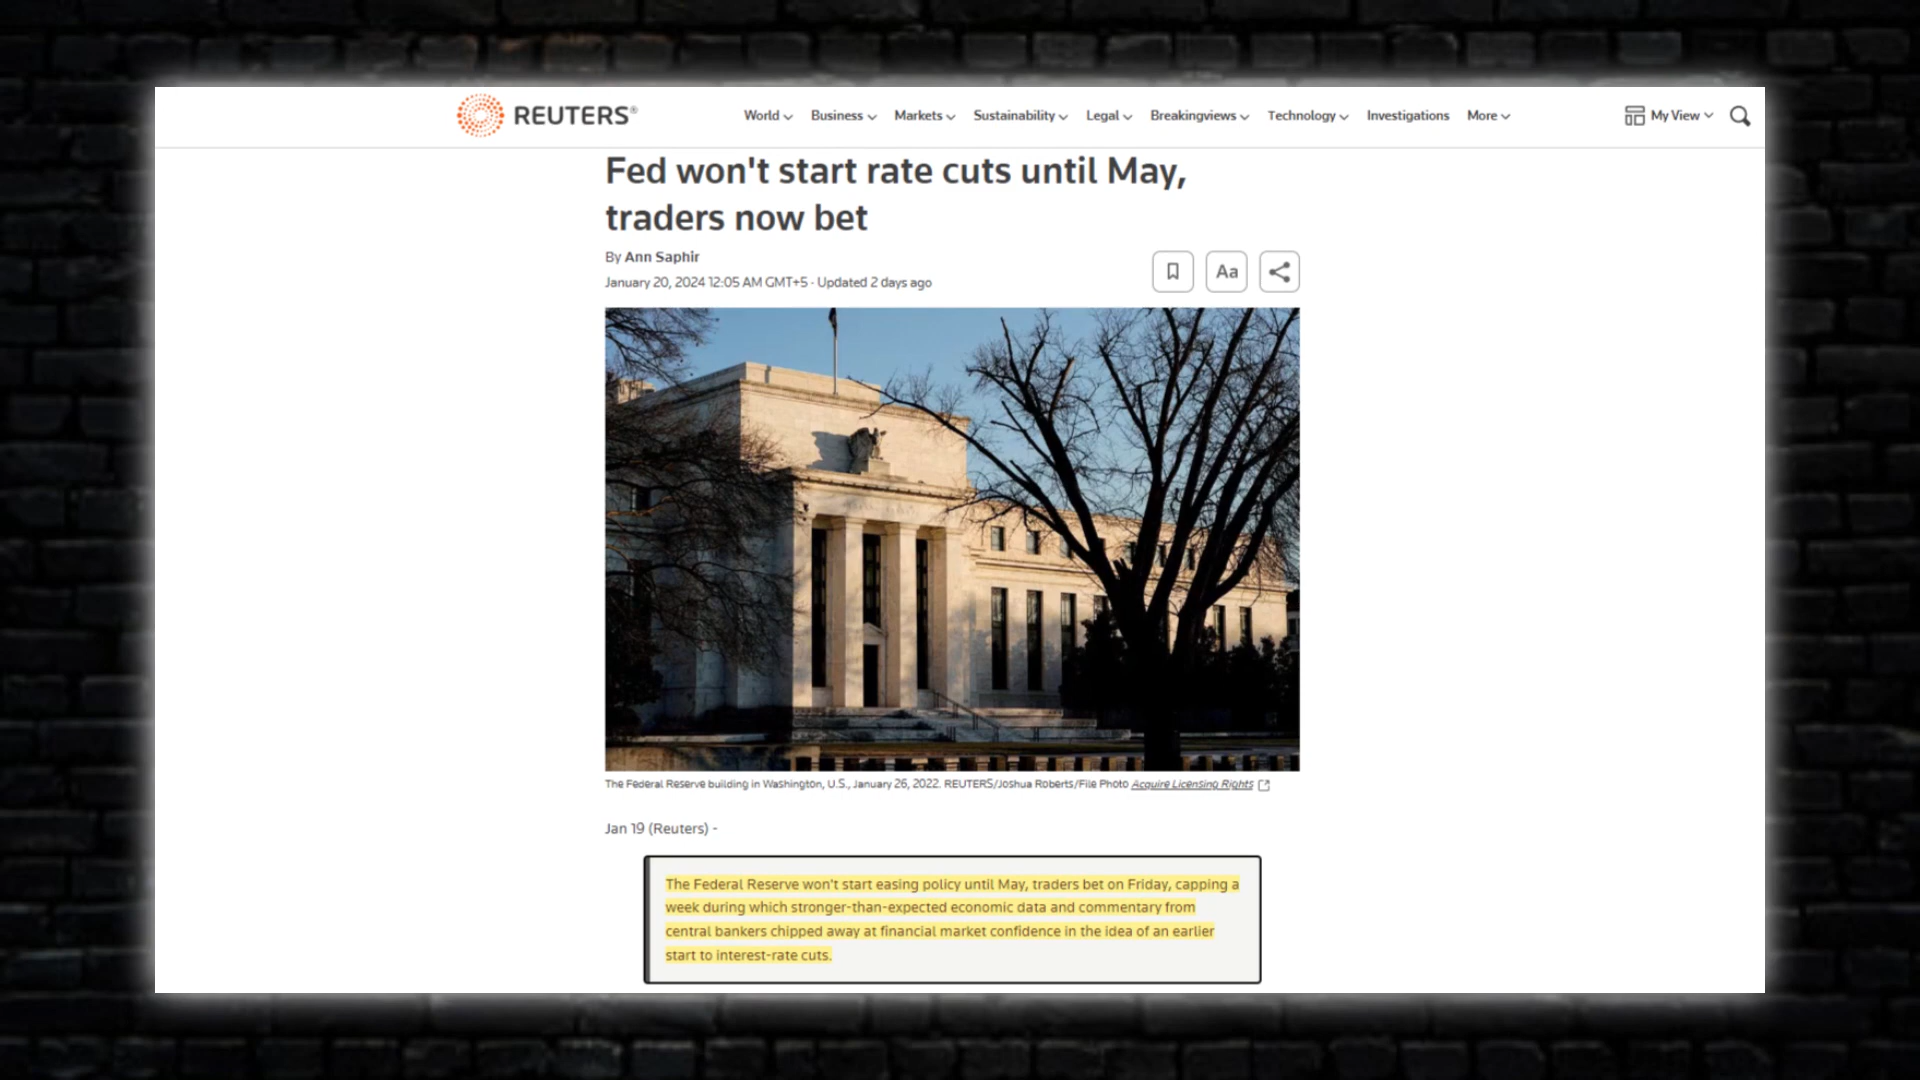 REUTERS®
World Business Markets Sustainability Legal Breakingviews Technology Investigations More My View
Fed won't start rate cuts until May,
traders now bet
By Ann Saphir
Aa
January 20, 2024 12:05 AM GMT+5 · Updated 2 days ago
The Federal Reserve building in Washington, U.S., January 26, 2022. REUTERS/Joshua Roberts/File Photo Acquire Licensing Rights
Jan 19 (Reuters) -
The Federal Reserve won't start easing policy until May, traders bet on Friday, capping a
week during which stronger-than-expected economic data and commentary from
central bankers chipped away at financial market confidence in the idea of an earlier
start to interest-rate cuts.